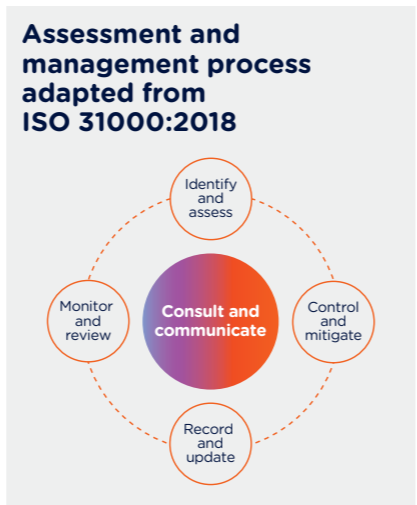 Assessment and
management process
adapted from
ISO 31000:2018
Identify
and
assess
Monitor
and
review
Consult and
communicate
Control
and
mitigate
Record
and
update